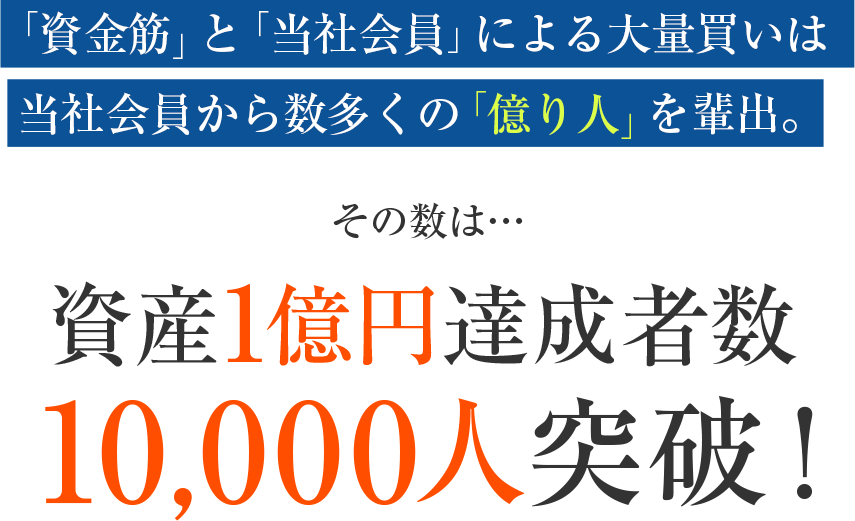 「資金筋」と「当社会員」による大量買いは
当社会員から数多くの「億り人」を輩出。
その数は…
資産1億円達成者数
10,000人突破！